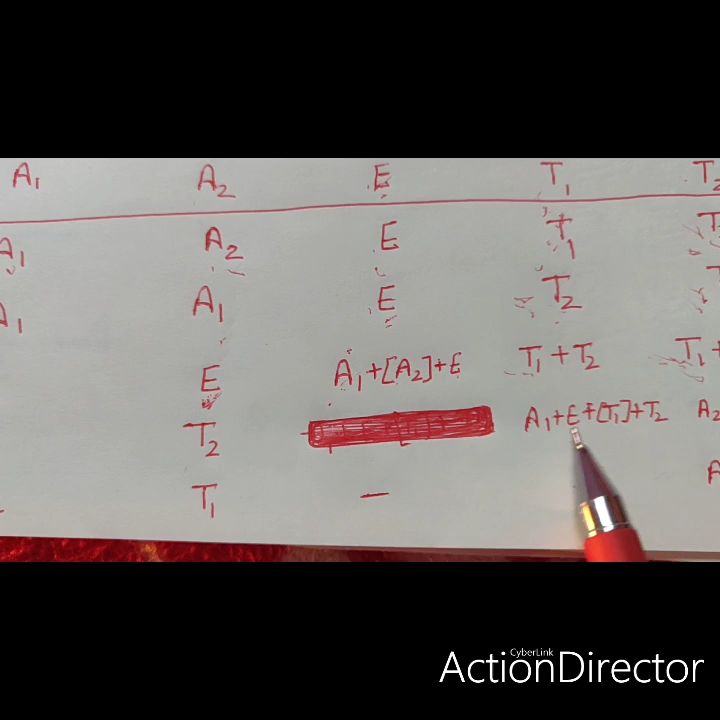 A1 A2 E T1 T2
A1 A2 E T1
A1 A1 E T2
E A1+[A2]+E T1+T2 T1+
T2 A1+E+[T1]+T2 A2
T1 —
CyberLink
ActionDirector